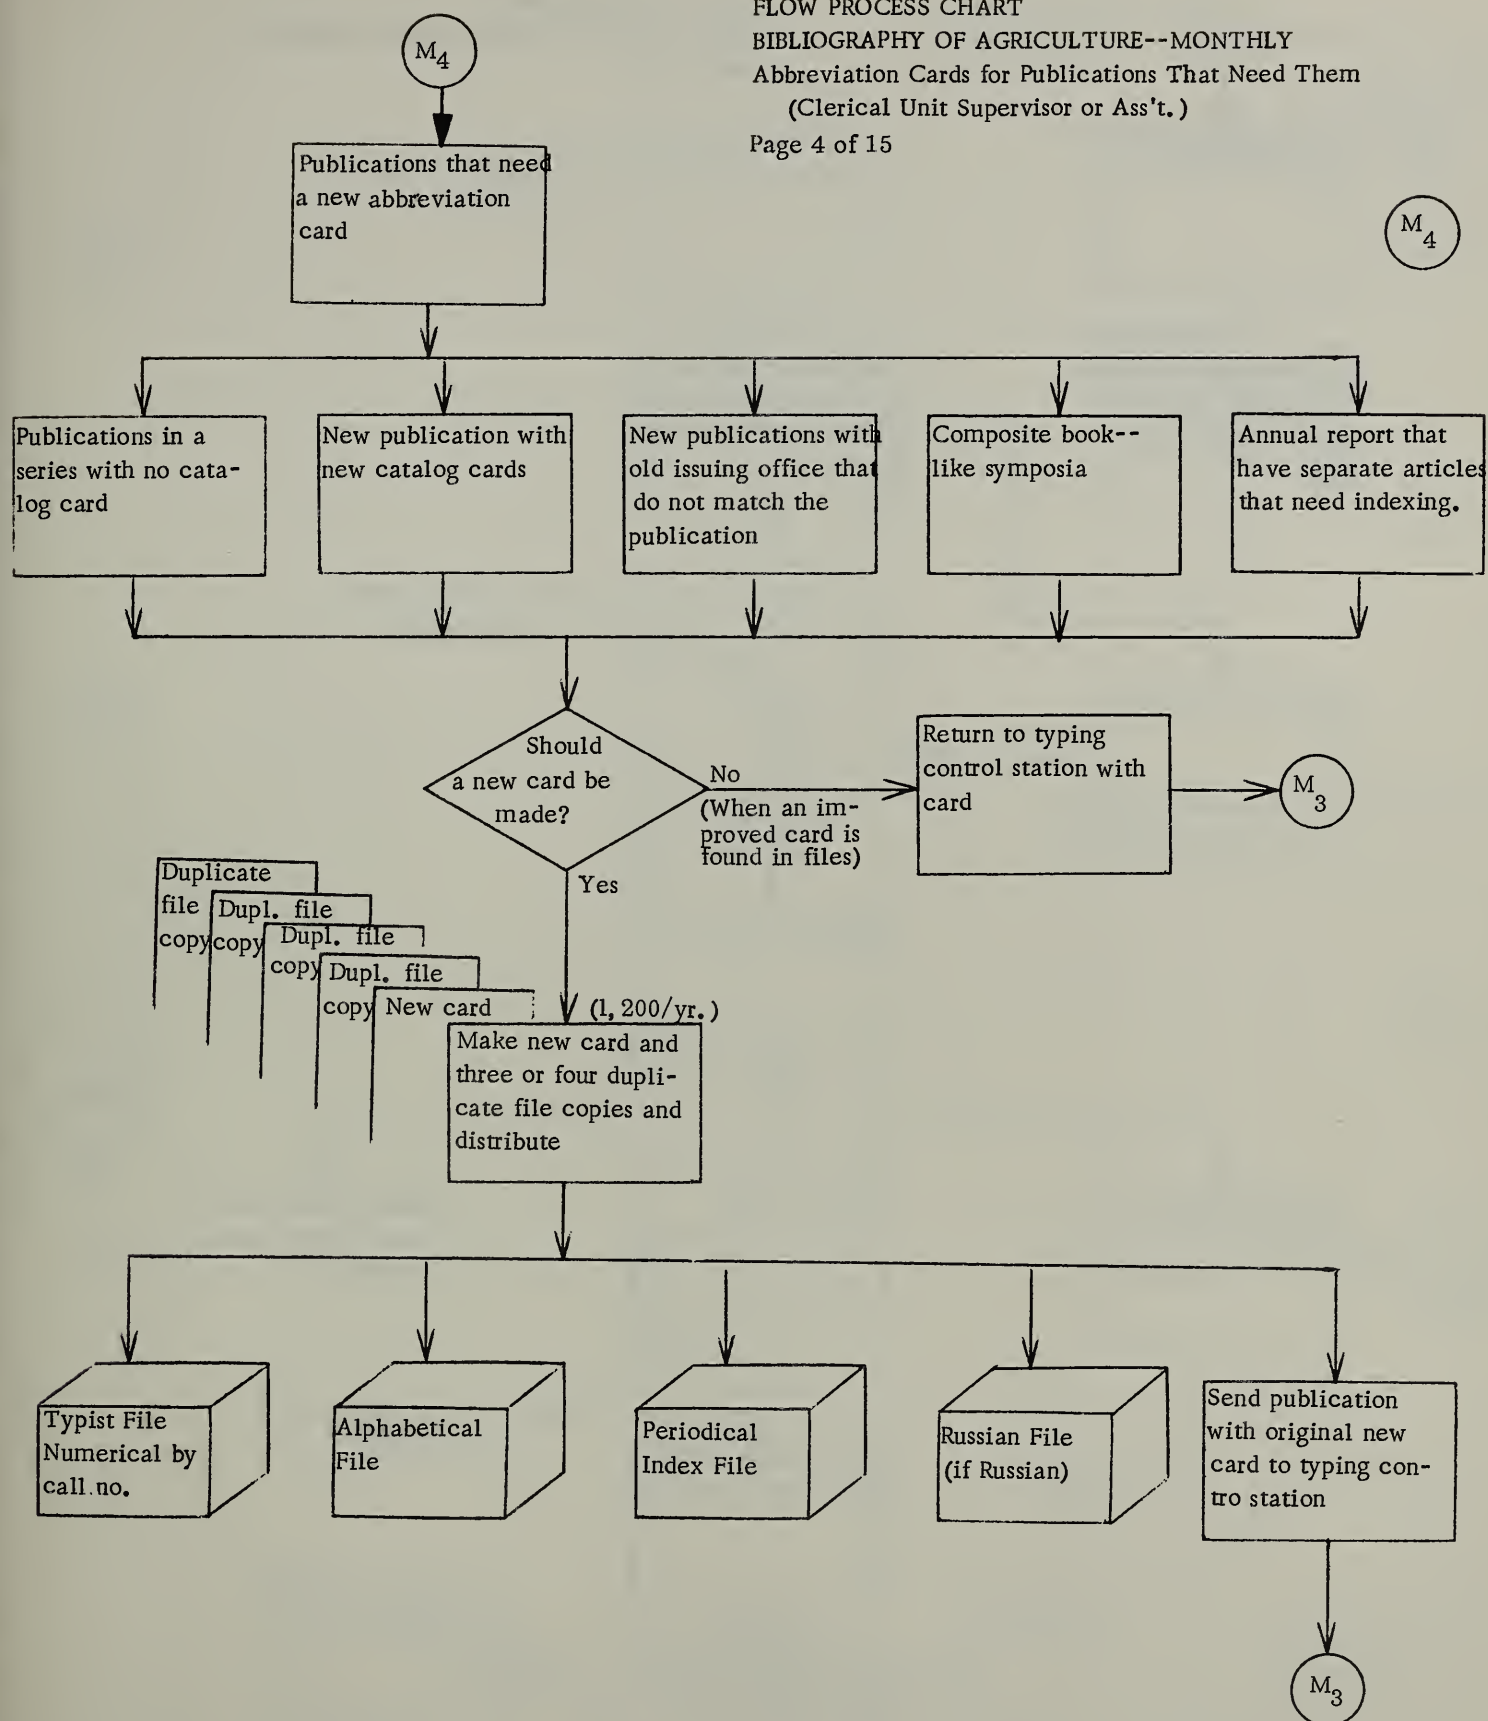 FLOW PROCESS CHART
BIBLIOGRAPHY OF AGRICULTURE--MONTHLY
Abbreviation Cards for Publications That Need Them
(Clerical Unit Supervisor or Ass't.)
Page 4 of 15
M4
M4
Publications that need
a new abbreviation
card
Publications in a
series with no cata-
log card
New publication with
new catalog cards
New publications with
old issuing office that
do not match the
publication
Composite book--
like symposia
Annual report that
have separate articles
that need indexing.
Should
a new card be
made?
No
(When an im-
proved card is
found in files)
Return to typing
control station with
card
M3
Yes
Duplicate
file
copy
Dupl. file
copy
Dupl. file
copy
Dupl. file
copy
New card
(1,200/yr.)
Make new card and
three or four dupli-
cate file copies and
distribute
Typist File
Numerical by
call.no.
Alphabetical
File
Periodical
Index File
Russian File
(if Russian)
Send publication
with original new
card to typing con-
tro station
M3